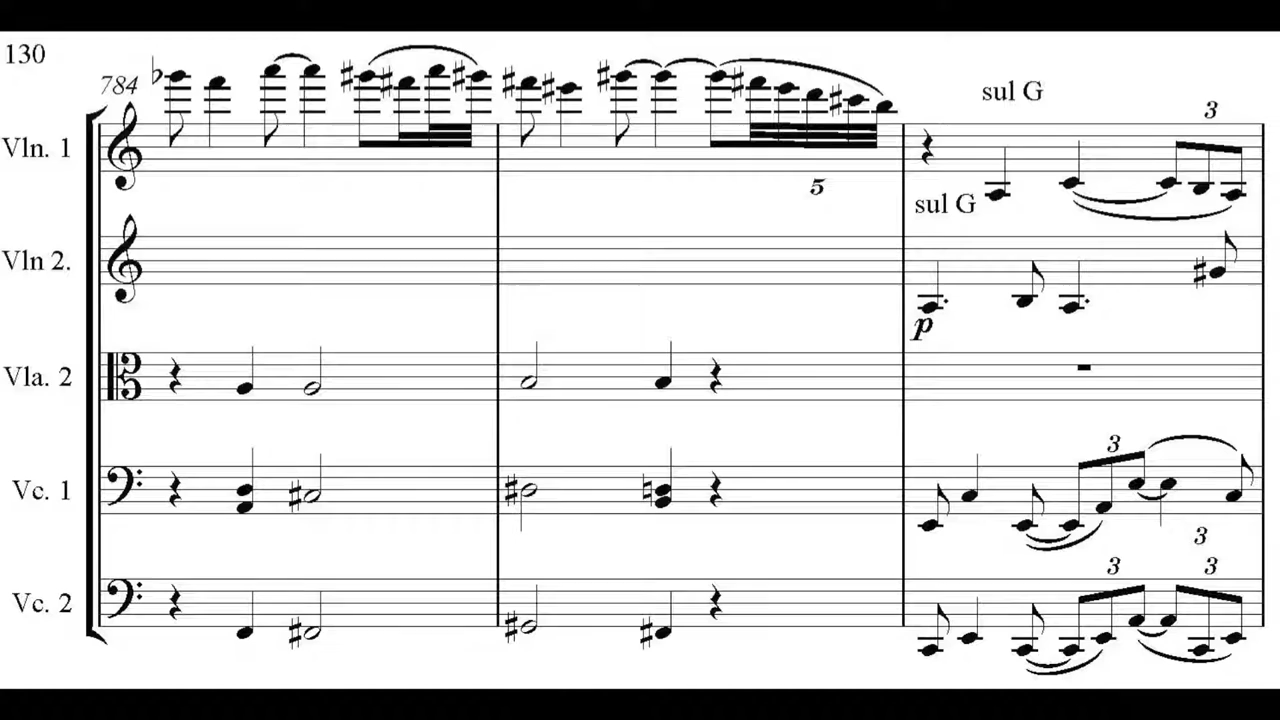 130
784
sul G
3
Vln. 1
5
sul G
Vln 2.
p
Vla. 2
3
Vc. 1
3
3 3
Vc. 2